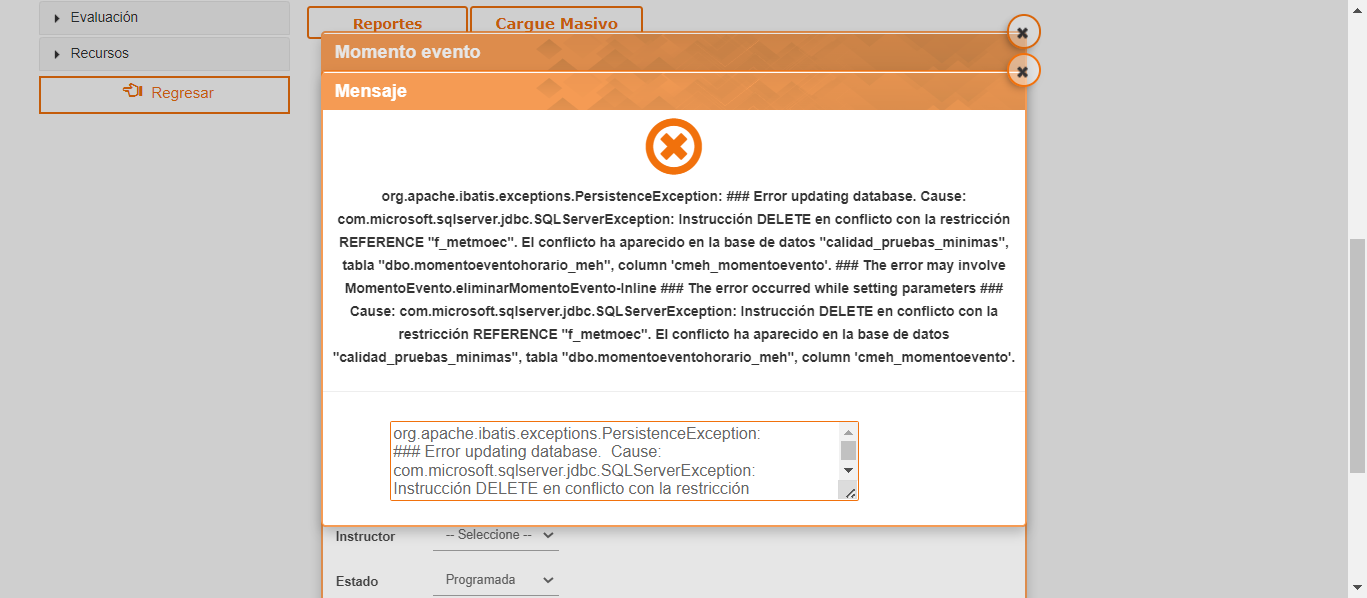 Evaluación
Recursos
Regresar
Reportes
Cargue Masivo
Momento evento
Mensaje
org.apache.ibatis.exceptions.PersistenceException: ### Error updating database. Cause:
com.microsoft.sqlserver.jdbc.SQLServerException: Instrucción DELETE en conflicto con la restricción
REFERENCE "f_metmoec". El conflicto ha aparecido en la base de datos "calidad_pruebas_minimas",
tabla "dbo.momentoeventohorario_meh", column 'cmeh_momentoevento'. ### The error may involve
MomentoEvento.eliminarMomentoEvento-Inline ### The error occurred while setting parameters ###
Cause: com.microsoft.sqlserver.jdbc.SQLServerException: Instrucción DELETE en conflicto con la
restricción REFERENCE "f_metmoec". El conflicto ha aparecido en la base de datos
"calidad_pruebas_minimas", tabla "dbo.momentoeventohorario_meh", column 'cmeh_momentoevento'.
org.apache.ibatis.exceptions.PersistenceException:
### Error updating database.  Cause:
com.microsoft.sqlserver.jdbc.SQLServerException:
Instrucción DELETE en conflicto con la restricción
Instructor -- Seleccione --
Estado Programada